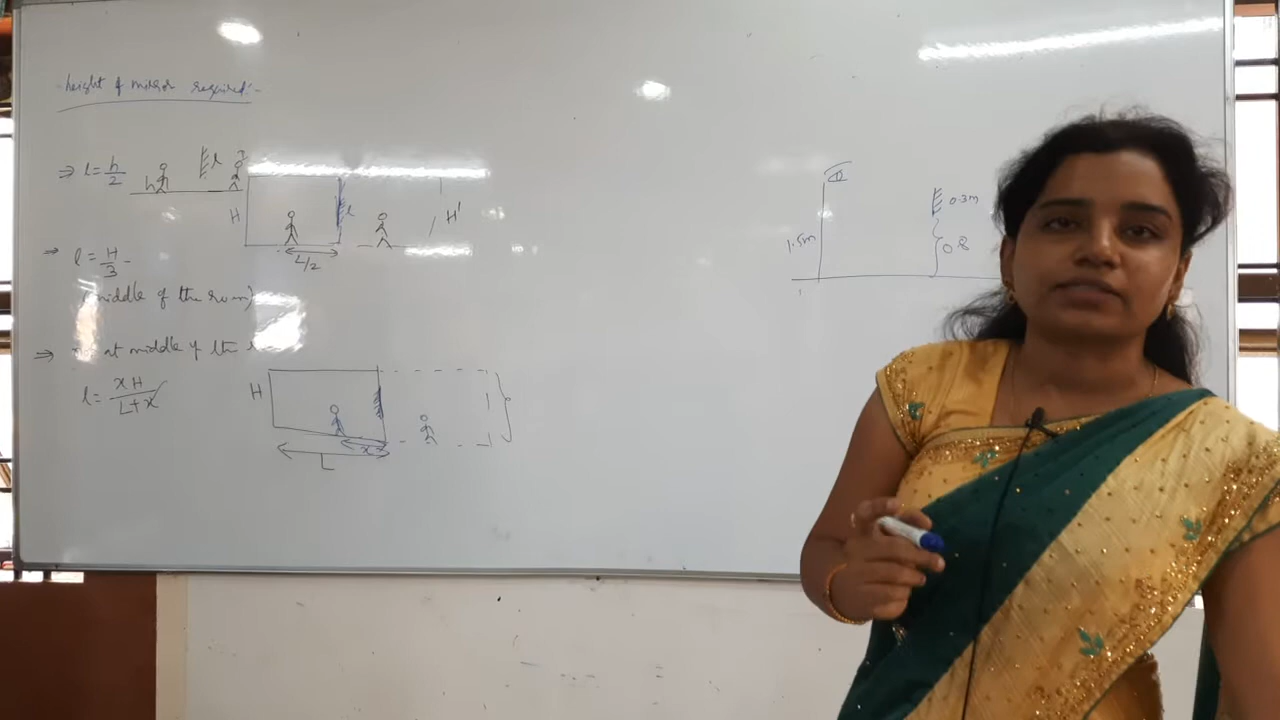 height of mirror required:-
⇒ l = h/2
h
l
H
l
H'
L/2
⇒ l = H/3
(middle of the room)
⇒ at middle of the
l = xH/L+x
H
x
L
1.5m
0.3m
0.8